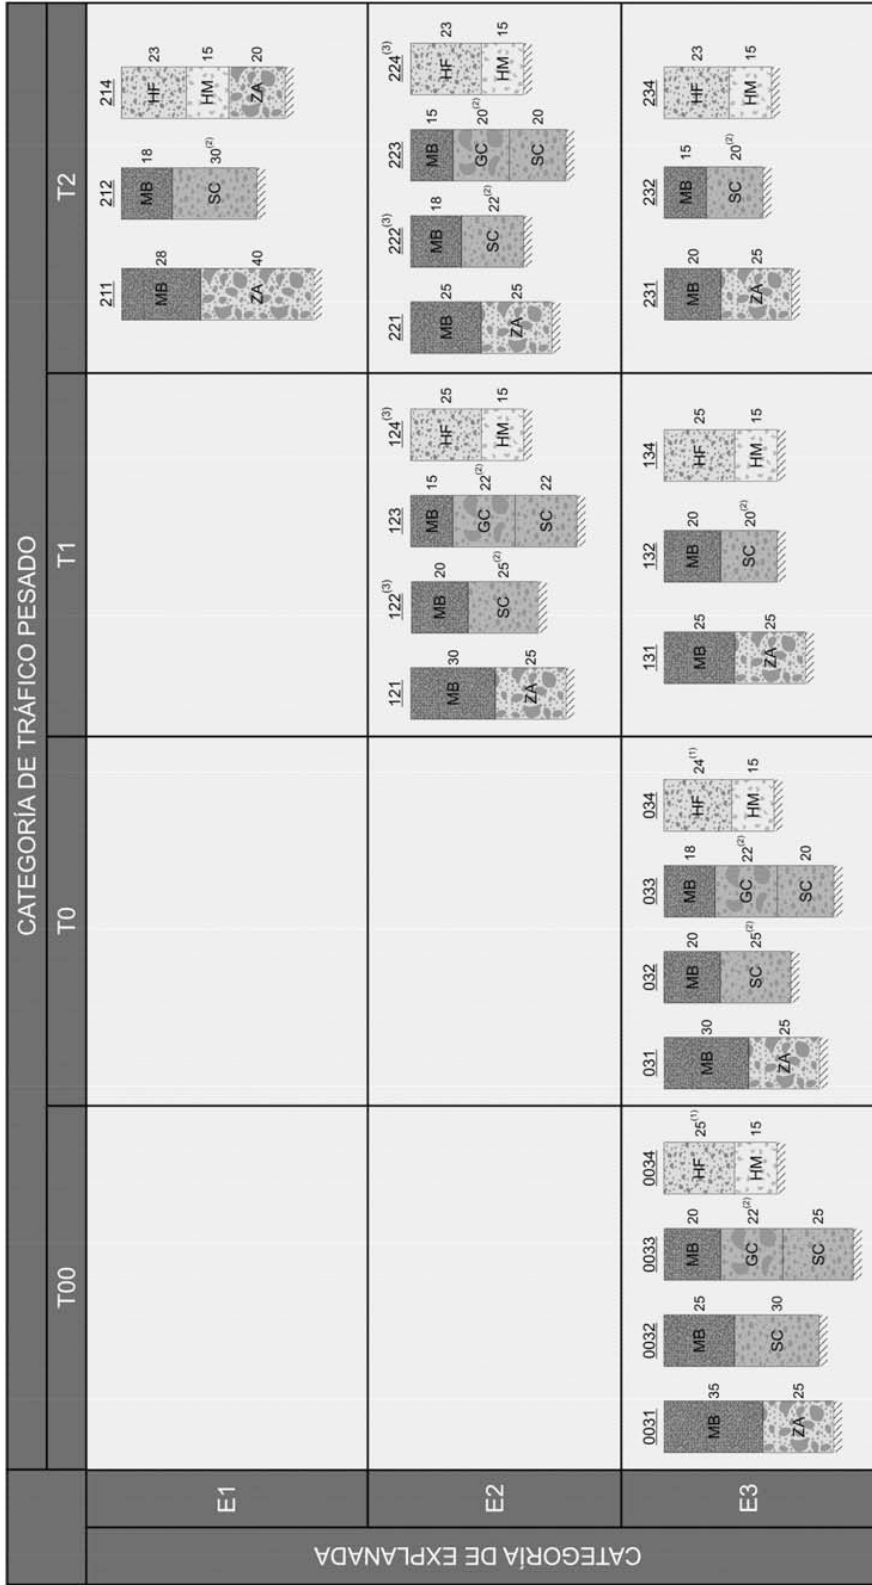 CATEGORÍA DE TRÁFICO PESADO
T00 T0 T1 T2
CATEGORÍA DE EXPLANADA
E1
211 212 214
MB 28
ZA 40
MB 18
SC 30(2)
HF 23
HM 15
ZA 20
E2
121 122(3) 123 124(3)
MB 30
ZA 25
MB 20
SC 25(2)
MB 15
GC 22(2)
SC 22
HF 25
HM 15
221 222(3) 223 224(3)
MB 25
ZA 25
MB 18
SC 22(2)
MB 15
GC 20(2)
SC 20
HF 23
HM 15
E3
0031 0032 0033 0034
MB 35
ZA 25
MB 25
SC 30
MB 20
GC 22(2)
SC 25
HF 25(1)
HM 15
031 032 033 034
MB 30
ZA 25
MB 20
SC 25(2)
MB 18
GC 22(2)
SC 20
HF 24(1)
HM 15
131 132 134
MB 25
ZA 25
MB 20
SC 20(2)
HF 25
HM 15
231 232 234
MB 20
ZA 25
MB 15
SC 20(2)
HF 23
HM 15